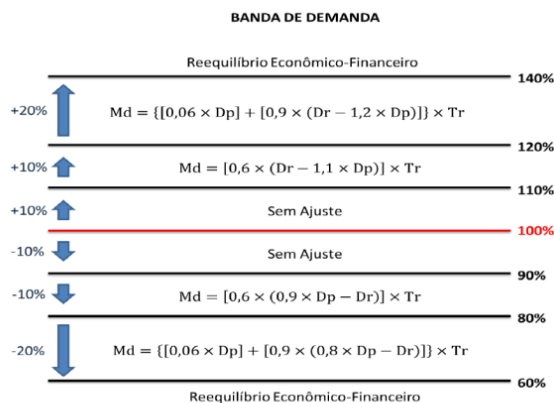 BANDA DE DEMANDA
Reequilíbrio Econômico-Financeiro
140%
+20%
Md = {[0,06 × Dp] + [0,9 × (Dr − 1,2 × Dp)]} × Tr
120%
+10%
Md = [0,6 × (Dr − 1,1 × Dp)] × Tr
110%
+10%
Sem Ajuste
100%
-10%
Sem Ajuste
90%
-10%
Md = [0,6 × (0,9 × Dp − Dr)] × Tr
80%
-20%
Md = {[0,06 × Dp] + [0,9 × (0,8 × Dp − Dr)]} × Tr
60%
Reequilíbrio Econômico-Financeiro